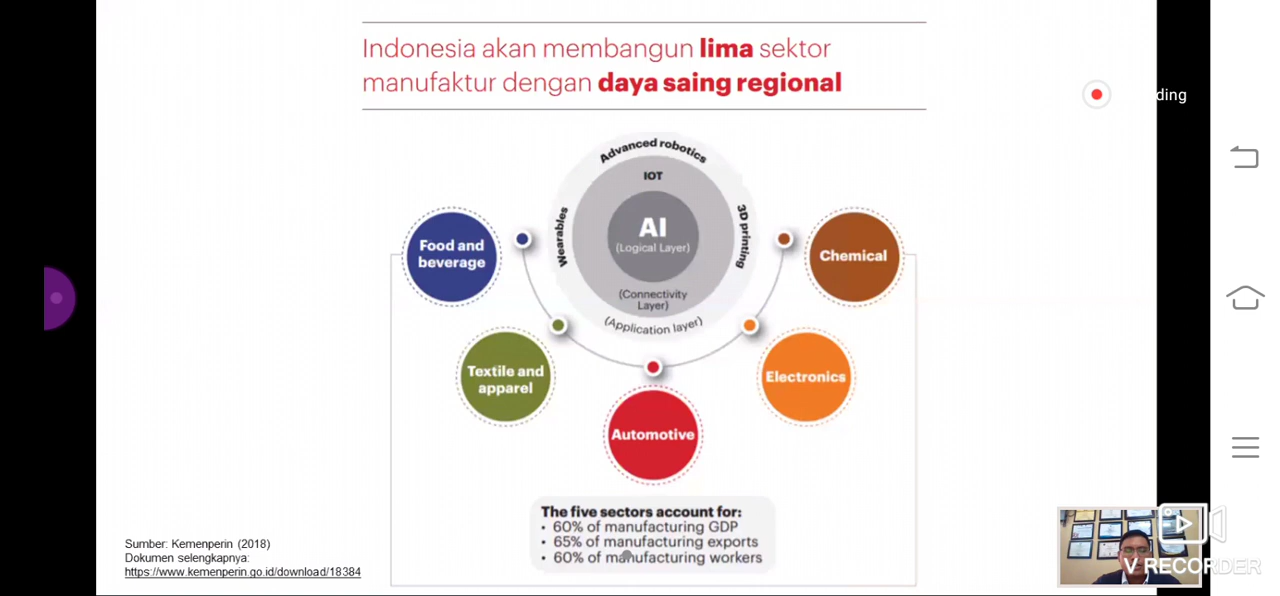 Indonesia akan membangun lima sektor
manufaktur dengan daya saing regional
ding
Advanced robotics
IOT
Wearables
3D printing
AI
(Logical Layer)
(Connectivity
Layer)
(Application layer)
Food and
beverage
Chemical
Textile and
apparel
Electronics
Automotive
The five sectors account for:
• 60% of manufacturing GDP
• 65% of manufacturing exports
• 60% of manufacturing workers
Sumber: Kemenperin (2018)
Dokumen selengkapnya:
https://www.kemenperin.go.id/download/18384
V RECORDER